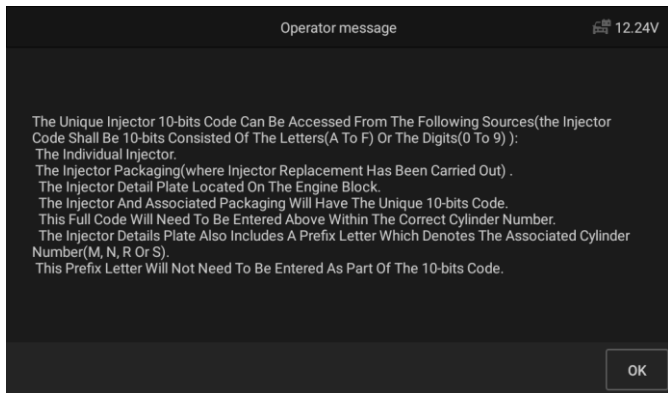 Operator message
12.24V
The Unique Injector 10-bits Code Can Be Accessed From The Following Sources(the Injector
Code Shall Be 10-bits Consisted Of The Letters(A To F) Or The Digits(0 To 9) ):
The Individual Injector.
The Injector Packaging(where Injector Replacement Has Been Carried Out) .
The Injector Detail Plate Located On The Engine Block.
The Injector And Associated Packaging Will Have The Unique 10-bits Code.
This Full Code Will Need To Be Entered Above Within The Correct Cylinder Number.
The Injector Details Plate Also Includes A Prefix Letter Which Denotes The Associated Cylinder
Number(M, N, R Or S).
This Prefix Letter Will Not Need To Be Entered As Part Of The 10-bits Code.
OK